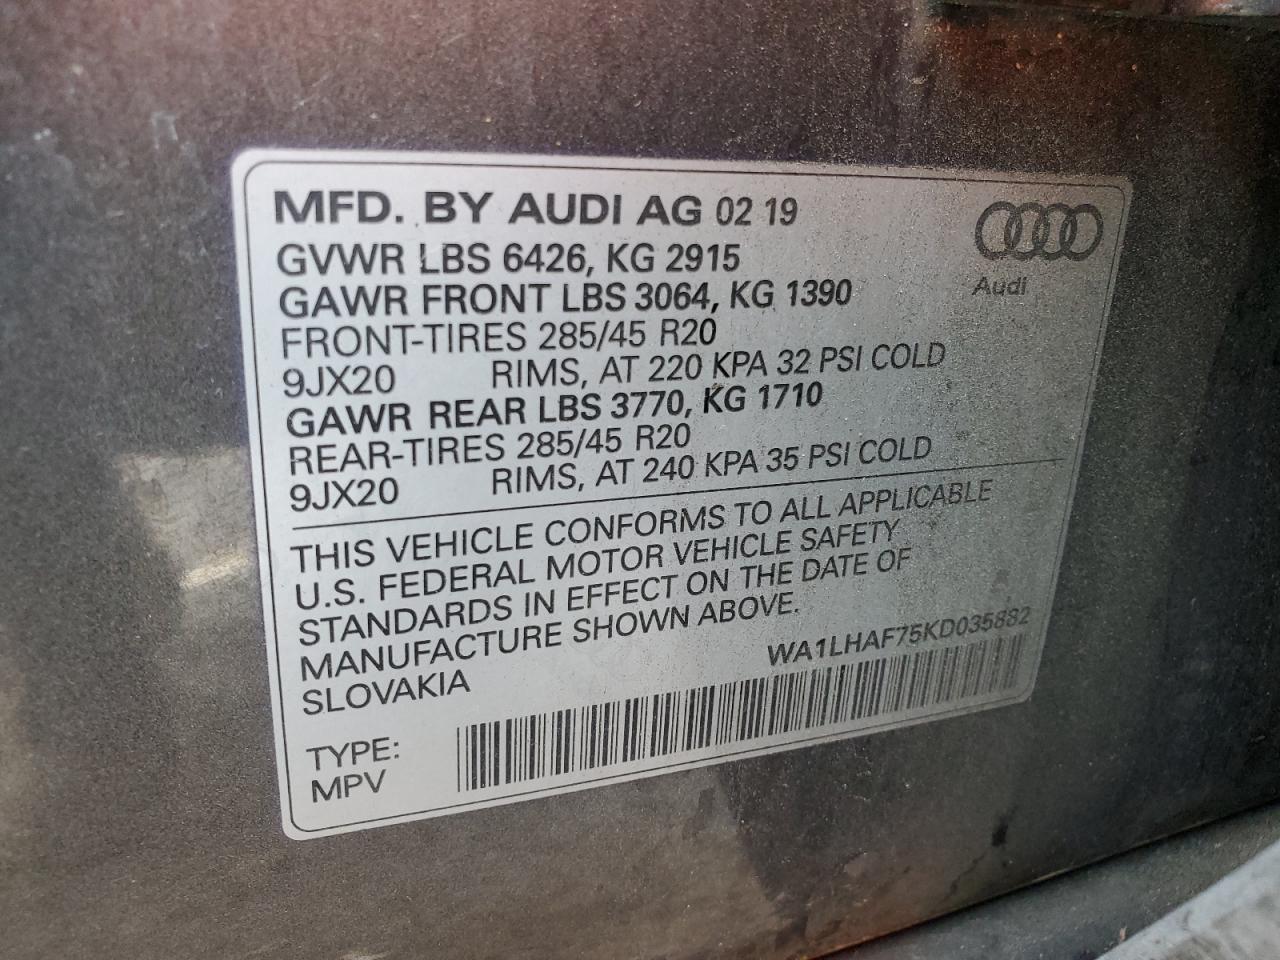 MFD. BY AUDI AG 02 19
GVWR LBS 6426, KG 2915
GAWR FRONT LBS 3064, KG 1390
FRONT-TIRES 285/45 R20
9JX20 RIMS, AT 220 KPA 32 PSI COLD
GAWR REAR LBS 3770, KG 1710
REAR-TIRES 285/45 R20
9JX20 RIMS, AT 240 KPA 35 PSI COLD
Audi
THIS VEHICLE CONFORMS TO ALL APPLICABLE
U.S. FEDERAL MOTOR VEHICLE SAFETY
STANDARDS IN EFFECT ON THE DATE OF
MANUFACTURE SHOWN ABOVE.
SLOVAKIA
WA1LHAF75KD035882
TYPE:
MPV